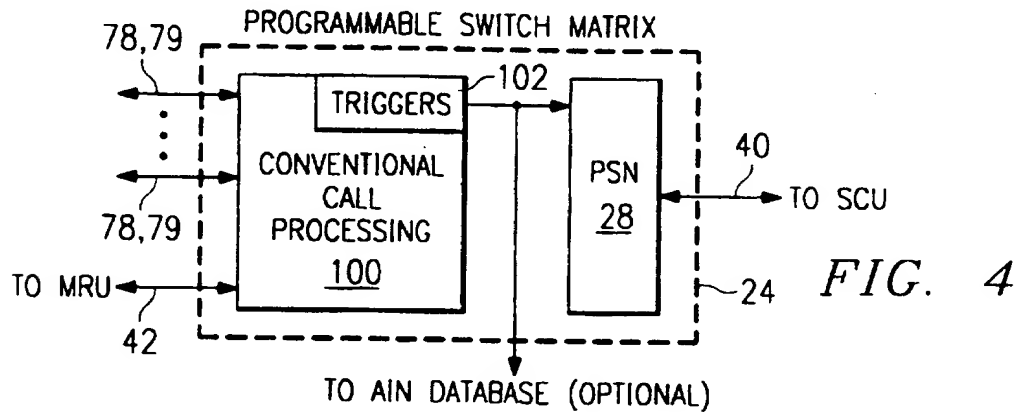 PROGRAMMABLE SWITCH MATRIX
78,79
102
TRIGGERS
CONVENTIONAL
CALL
PROCESSING
100
PSN
28
40
TO SCU
78,79
TO MRU
42
24
FIG. 4
TO AIN DATABASE (OPTIONAL)